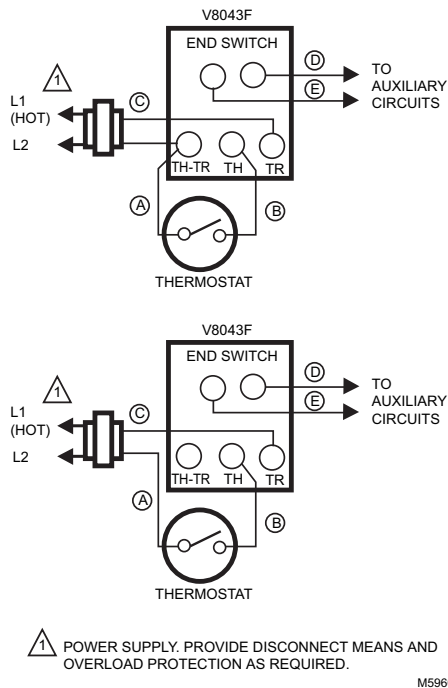 V8043F
END SWITCH
D
TO
AUXILIARY
CIRCUITS
E
1
L1
(HOT)
L2
C
TH-TR TH TR
A
B
THERMOSTAT
V8043F
END SWITCH
D
TO
AUXILIARY
CIRCUITS
E
1
L1
(HOT)
L2
C
TH-TR TH TR
A
B
THERMOSTAT
1 POWER SUPPLY. PROVIDE DISCONNECT MEANS AND
OVERLOAD PROTECTION AS REQUIRED.
M596